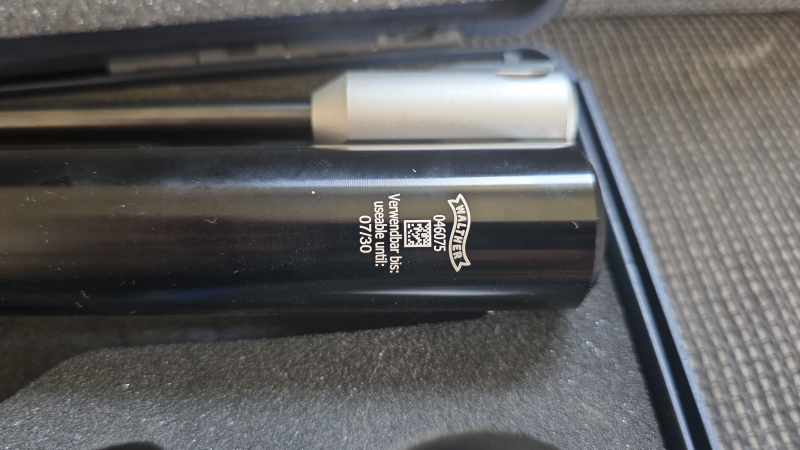 WALTHER
046075
Verwendbar bis:
useable until:
07/30